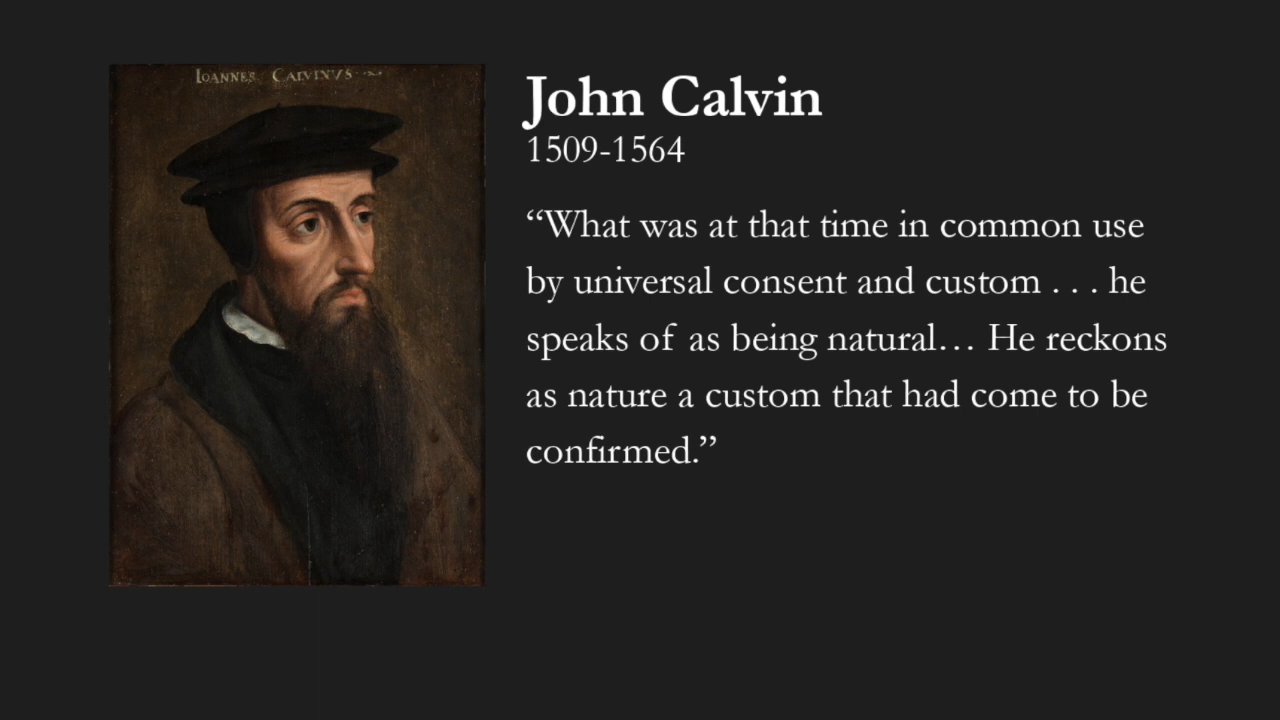 IOANNES CALVINVS
John Calvin
1509-1564
“What was at that time in common use
by universal consent and custom . . . he
speaks of as being natural… He reckons
as nature a custom that had come to be
confirmed.”